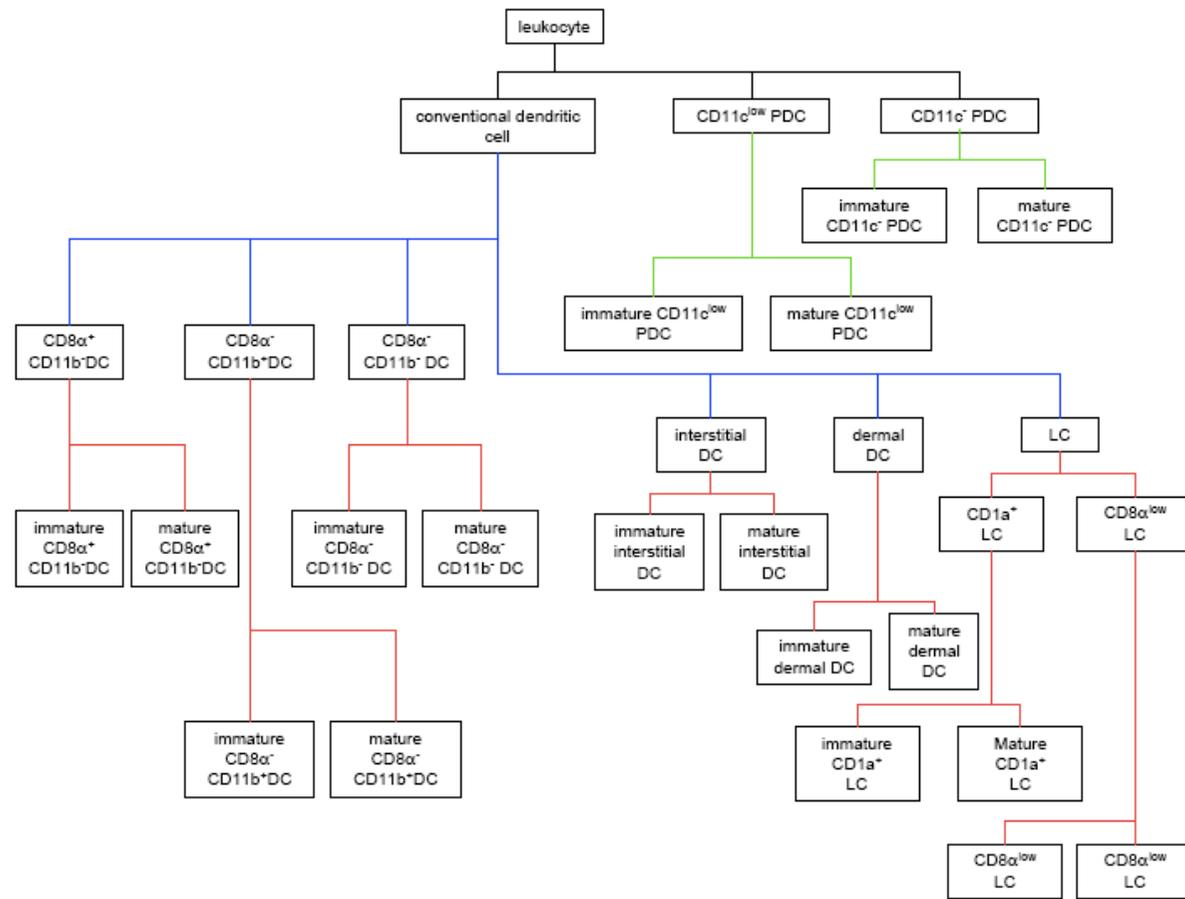 leukocyte
conventional dendritic
cell
CD11c^low PDC
CD11c⁻ PDC
immature
CD11c⁻ PDC
mature
CD11c⁻ PDC
immature CD11c^low
PDC
mature CD11c^low
PDC
CD8α⁺
CD11b⁻DC
CD8α⁻
CD11b⁺DC
CD8α⁻
CD11b⁻ DC
interstitial
DC
dermal
DC
LC
immature
CD8α⁺
CD11b⁻DC
mature
CD8α⁺
CD11b⁻DC
immature
CD8α⁻
CD11b⁻ DC
mature
CD8α⁻
CD11b⁻ DC
immature
interstitial
DC
mature
interstitial
DC
CD1a⁺
LC
CD8α^low
LC
immature
dermal DC
mature
dermal
DC
immature
CD8α⁻
CD11b⁺DC
mature
CD8α⁻
CD11b⁺DC
immature
CD1a⁺
LC
Mature
CD1a⁺
LC
CD8α^low
LC
CD8α^low
LC